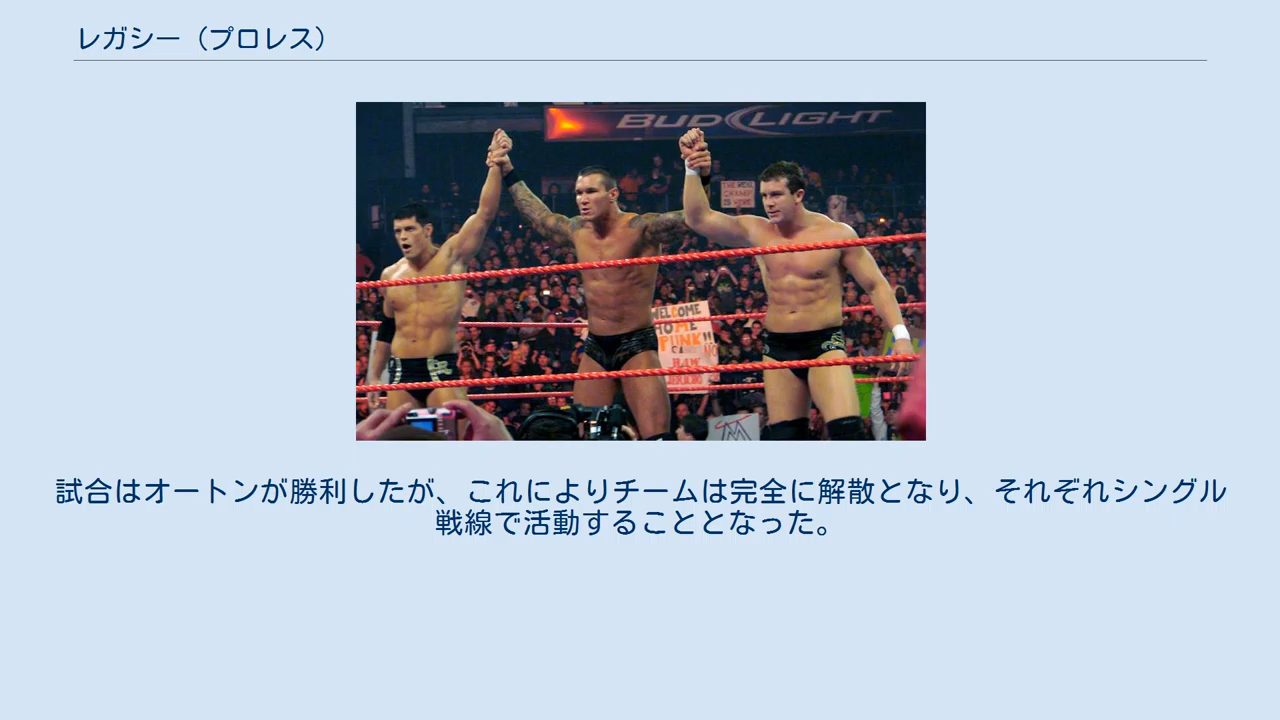 レガシー（プロレス）
BUD LIGHT
WELCOME
HOME
PUNK!!
RAW
JERICHO
試合はオートンが勝利したが、これによりチームは完全に解散となり、それぞれシングル
戦線で活動することとなった。